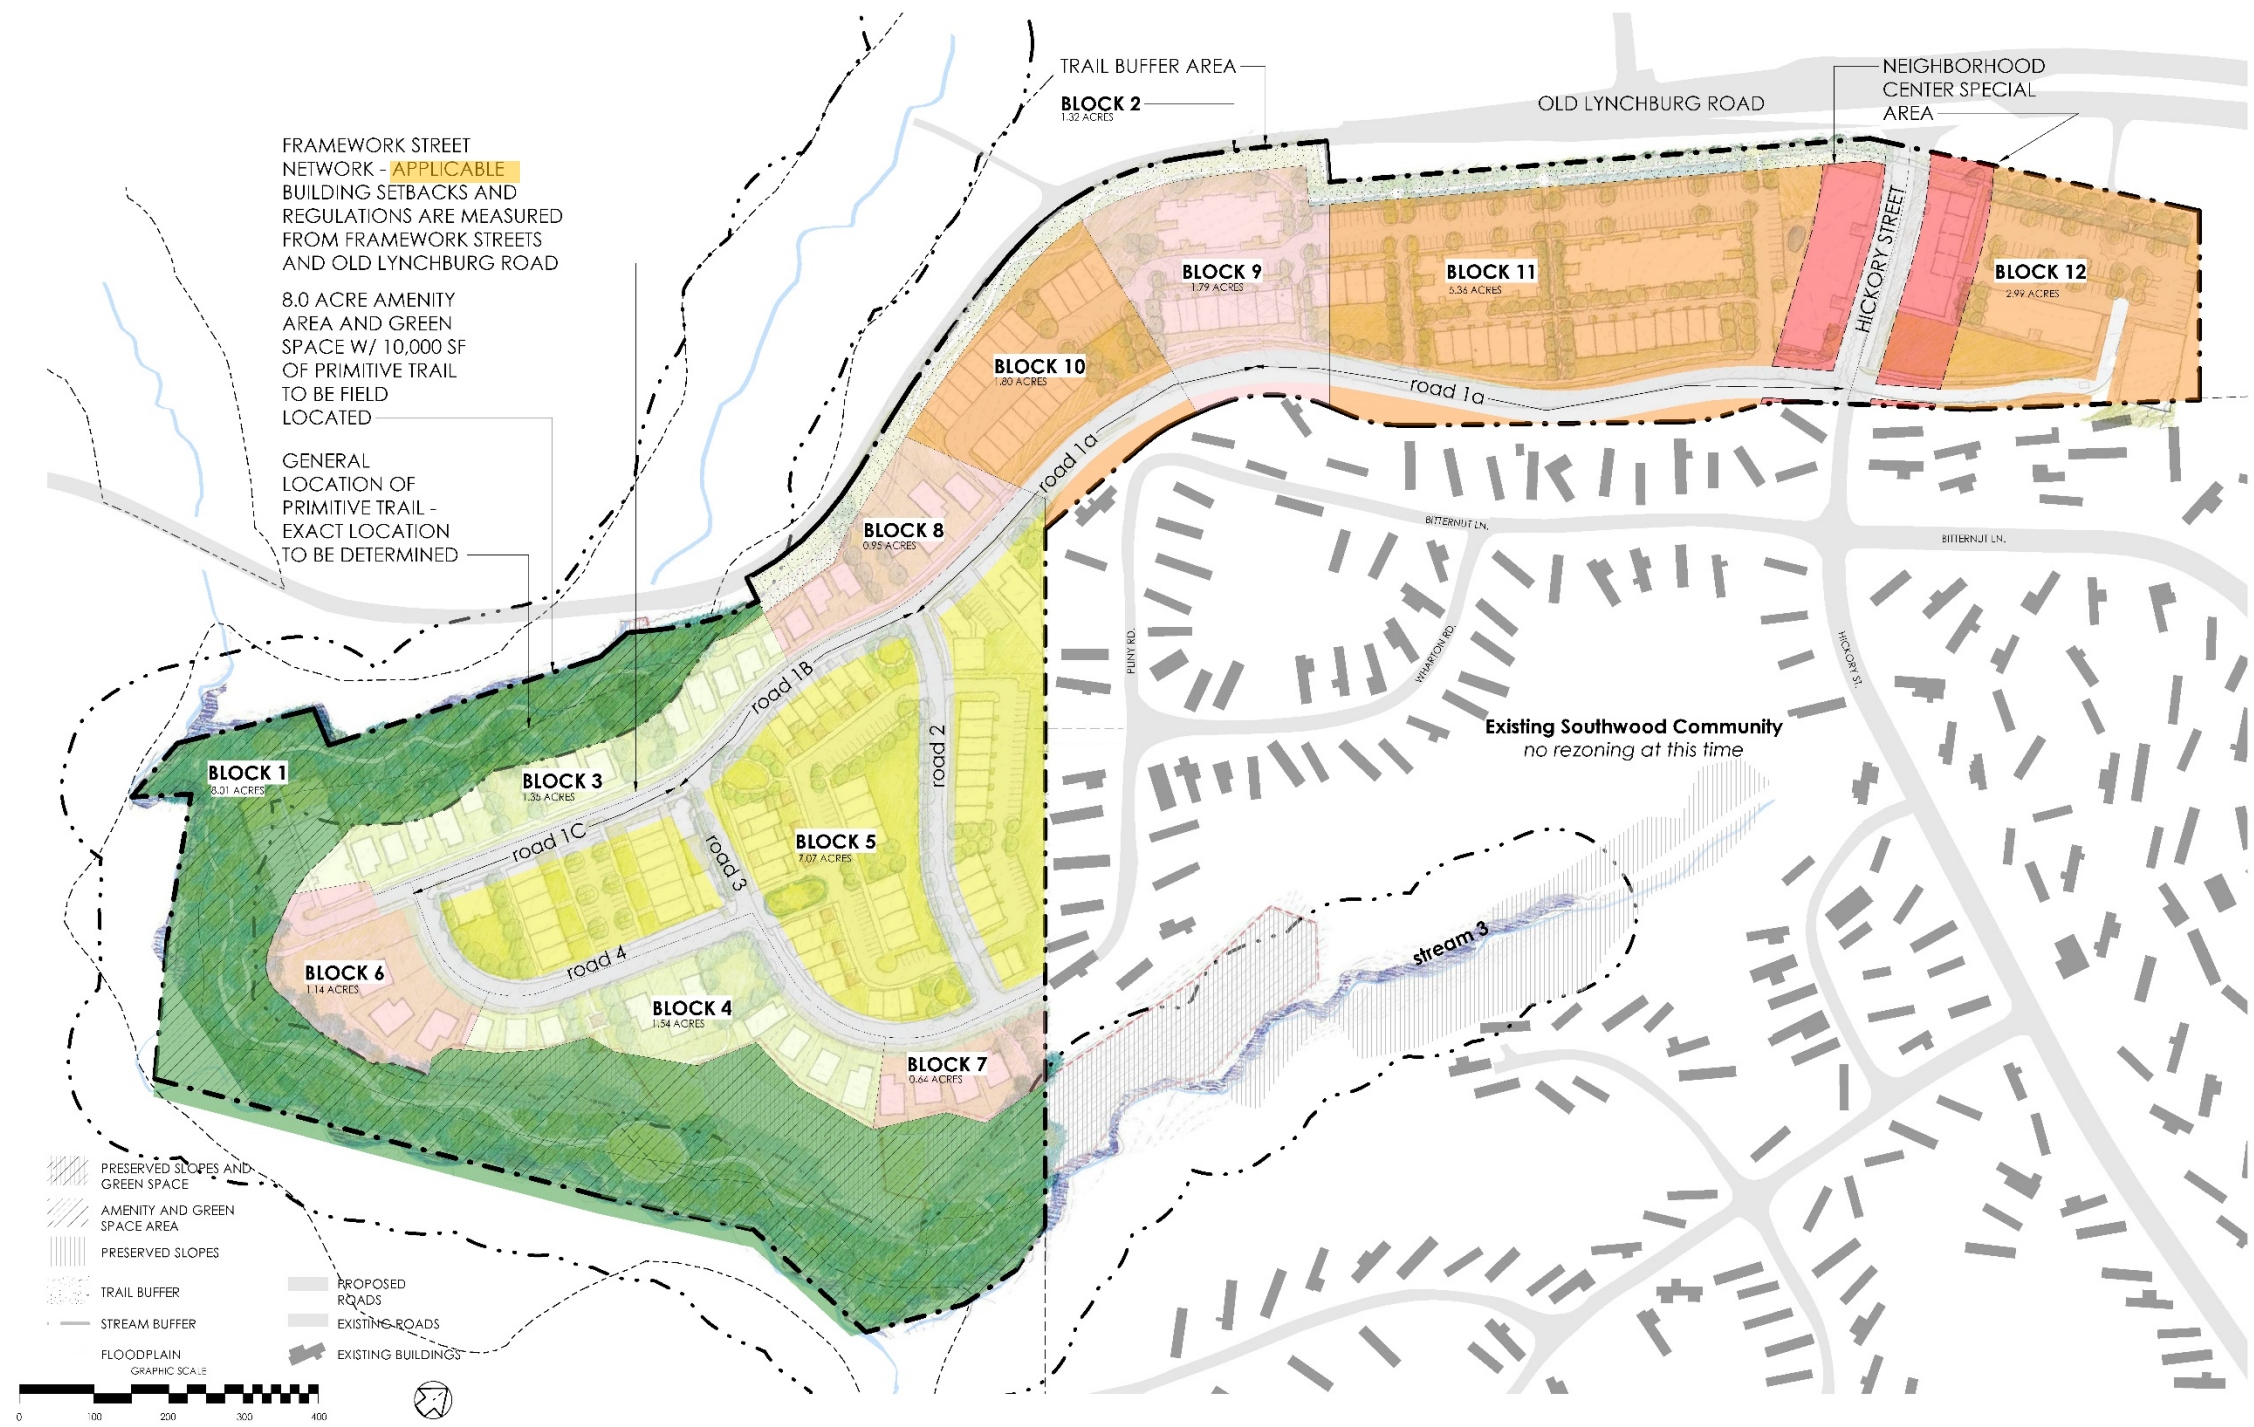 TRAIL BUFFER AREA
BLOCK 2
1.32 ACRES
OLD LYNCHBURG ROAD
NEIGHBORHOOD
CENTER SPECIAL
AREA
FRAMEWORK STREET
NETWORK - APPLICABLE
BUILDING SETBACKS AND
REGULATIONS ARE MEASURED
FROM FRAMEWORK STREETS
AND OLD LYNCHBURG ROAD
8.0 ACRE AMENITY
AREA AND GREEN
SPACE W/ 10,000 SF
OF PRIMITIVE TRAIL
TO BE FIELD
LOCATED
GENERAL
LOCATION OF
PRIMITIVE TRAIL -
EXACT LOCATION
TO BE DETERMINED
BLOCK 9
1.79 ACRES
BLOCK 11
5.36 ACRES
HICKORY STREET
BLOCK 12
2.99 ACRES
BLOCK 10
1.80 ACRES
road 1a
road 1a
BLOCK 8
0.95 ACRES
BITTERNUT LN.
BITTERNUT LN.
PLINY RD.
WHARTON RD.
HICKORY ST.
road 1B
road 2
Existing Southwood Community
no rezoning at this time
BLOCK 1
8.01 ACRES
BLOCK 3
1.35 ACRES
road 1C
road 3
BLOCK 5
7.07 ACRES
stream 3
BLOCK 6
1.14 ACRES
road 4
BLOCK 4
1.54 ACRES
BLOCK 7
0.64 ACRES
PRESERVED SLOPES AND
GREEN SPACE
AMENITY AND GREEN
SPACE AREA
PRESERVED SLOPES
TRAIL BUFFER
STREAM BUFFER
FLOODPLAIN
PROPOSED
ROADS
EXISTING ROADS
EXISTING BUILDINGS
GRAPHIC SCALE
0 100 200 300 400